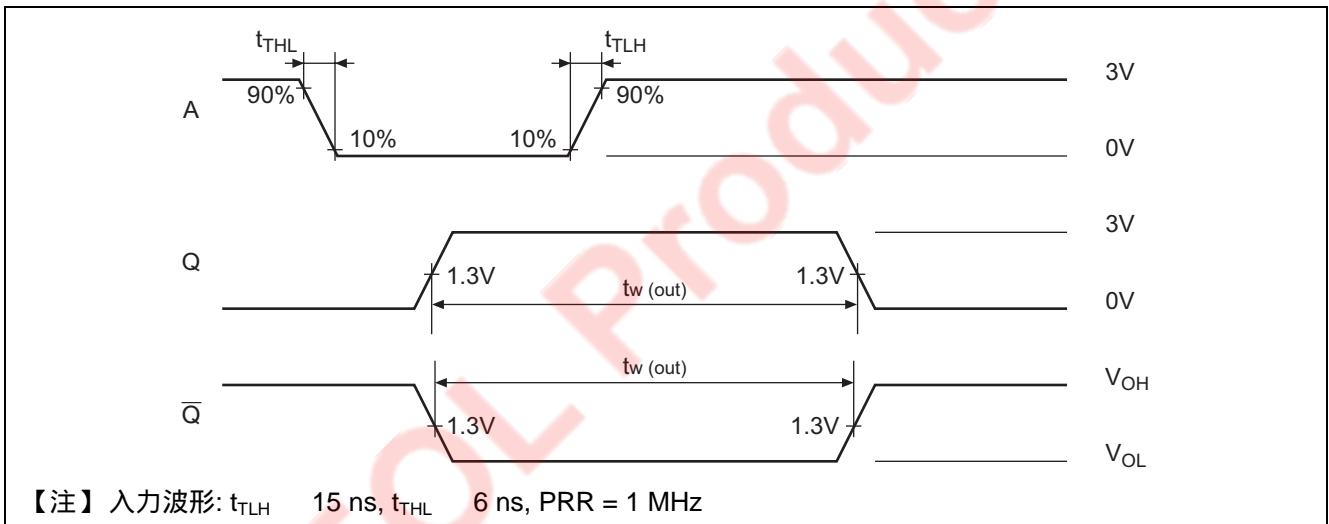 tTHL tTLH
3V
90% 90%
A
10% 10%
0V
3V
Q
1.3V 1.3V
tw (out)
0V
tw (out)
VOH
Q̅
1.3V 1.3V
VOL
【注】入力波形: tTLH 15 ns, tTHL 6 ns, PRR = 1 MHz
EOL Produc